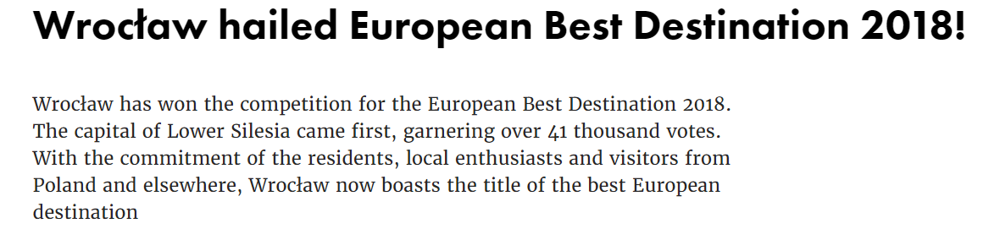 Wrocław hailed European Best Destination 2018!
Wrocław has won the competition for the European Best Destination 2018.
The capital of Lower Silesia came first, garnering over 41 thousand votes.
With the commitment of the residents, local enthusiasts and visitors from
Poland and elsewhere, Wrocław now boasts the title of the best European
destination